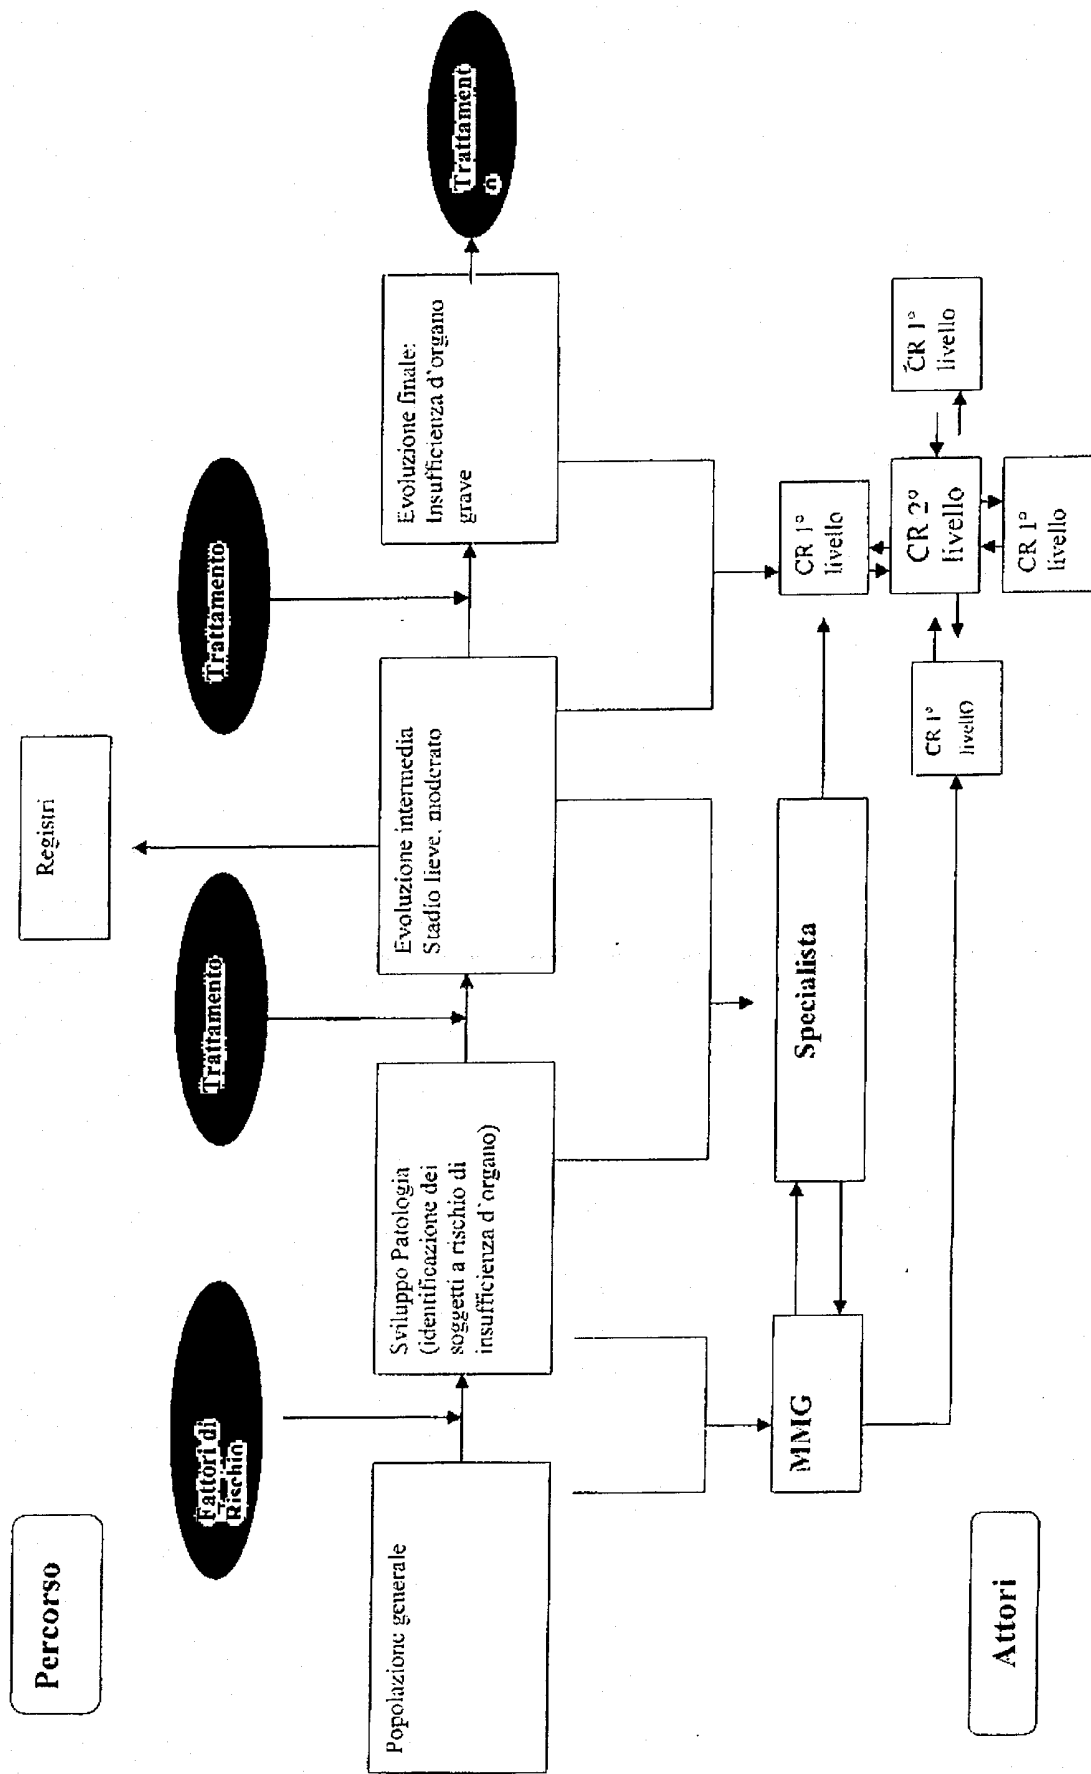 Percorso
Registri
Fattori di
Rischio
Trattamento
Trattamento
Trattament
o
Popolazione generale
Sviluppo Patologia
(identificazione dei
soggetti a rischio di
insufficienza d'organo)
Evoluzione intermedia
Stadio lieve, moderato
Evoluzione finale:
Insufficienza d'organo
grave
MMG
Specialista
CR 1°
livello
CR 1°
livello
CR 2°
livello
CR 1°
livello
CR 1°
livello
Attori